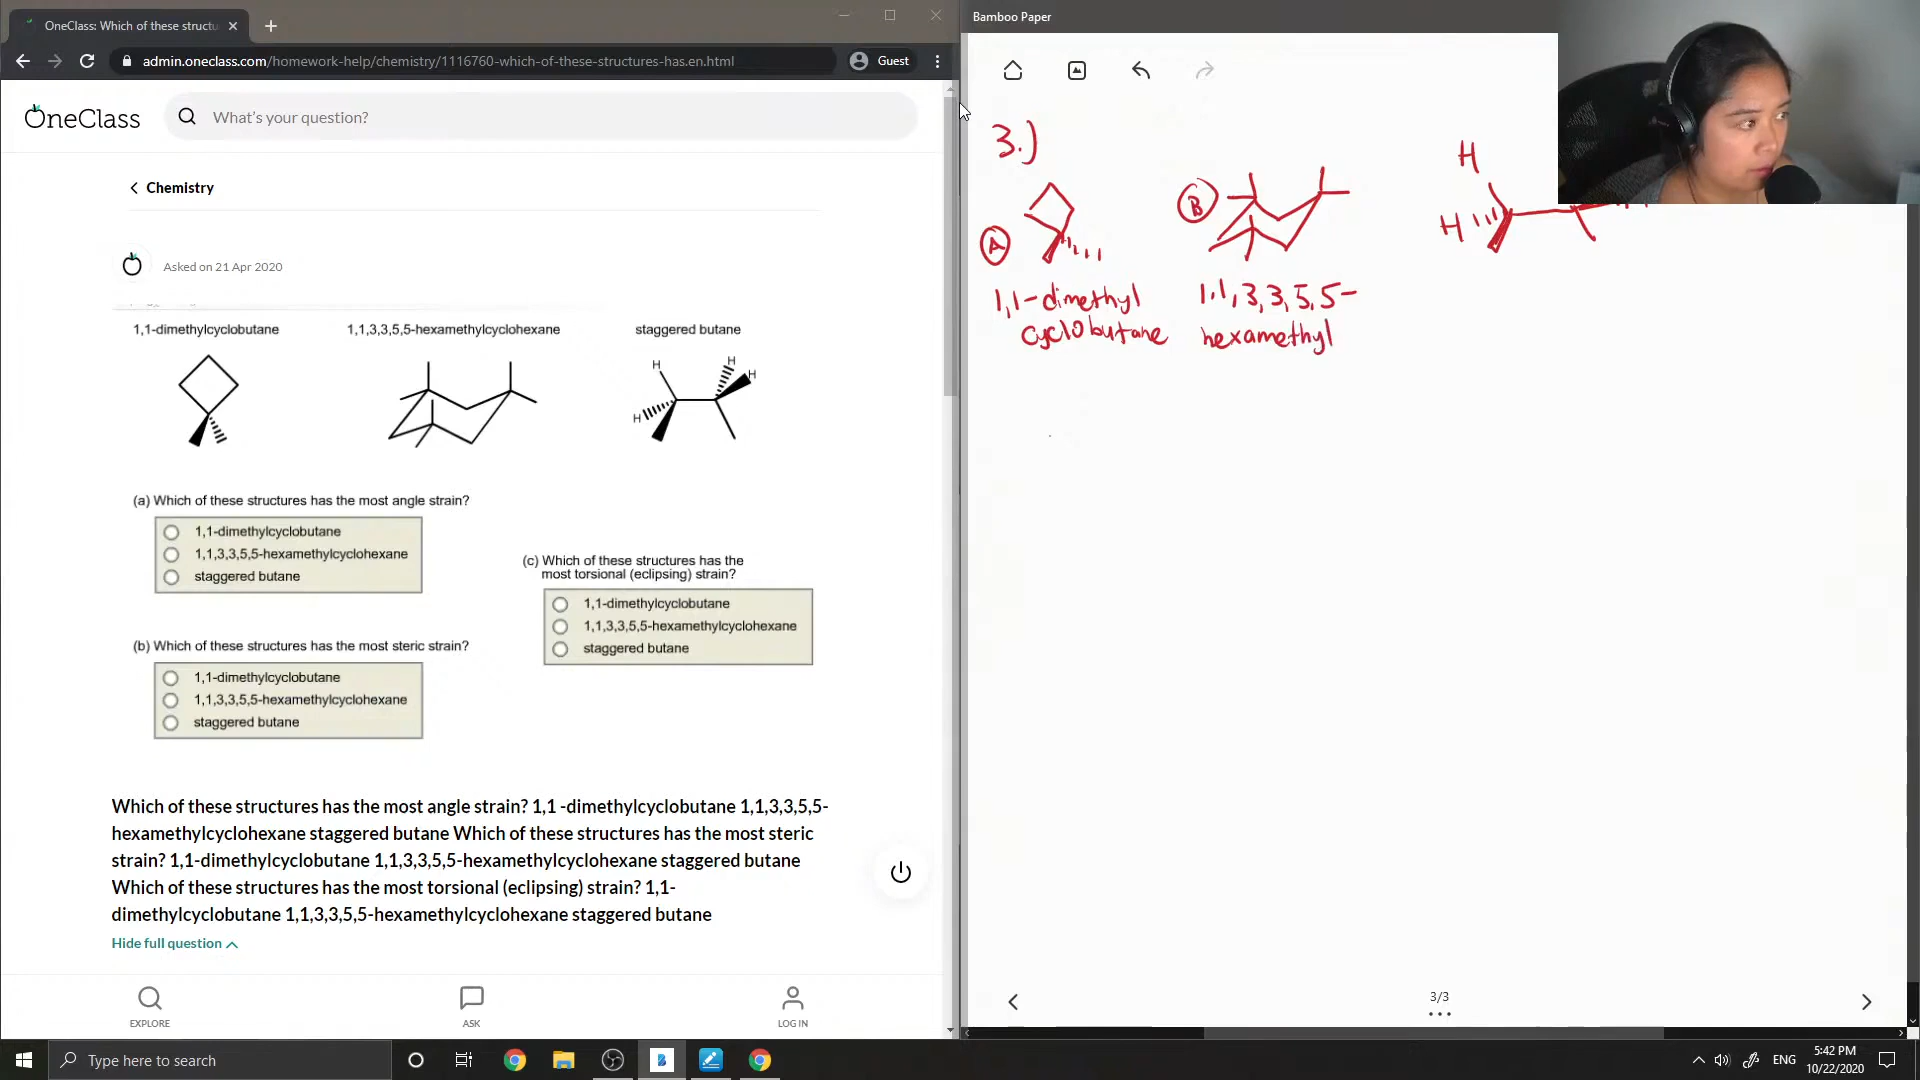 OneClass: Which of these structu
Bamboo Paper
admin.oneclass.com/homework-help/chemistry/1116760-which-of-these-structures-has.en.html
Guest
OneClass
What's your question?
Chemistry
Asked on 21 Apr 2020
1,1-dimethylcyclobutane
1,1,3,3,5,5-hexamethylcyclohexane
staggered butane
H
H
H
H
(a) Which of these structures has the most angle strain?
1,1-dimethylcyclobutane
1,1,3,3,5,5-hexamethylcyclohexane
staggered butane
(b) Which of these structures has the most steric strain?
1,1-dimethylcyclobutane
1,1,3,3,5,5-hexamethylcyclohexane
staggered butane
(c) Which of these structures has the
most torsional (eclipsing) strain?
1,1-dimethylcyclobutane
1,1,3,3,5,5-hexamethylcyclohexane
staggered butane
Which of these structures has the most angle strain? 1,1 -dimethylcyclobutane 1,1,3,3,5,5-
hexamethylcyclohexane staggered butane Which of these structures has the most steric
strain? 1,1-dimethylcyclobutane 1,1,3,3,5,5-hexamethylcyclohexane staggered butane
Which of these structures has the most torsional (eclipsing) strain? 1,1-
dimethylcyclobutane 1,1,3,3,5,5-hexamethylcyclohexane staggered butane
Hide full question
EXPLORE
ASK
LOG IN
3.)
A
B
H
H
1,1-dimethyl
cyclobutane
1,1,3,3,5,5-
hexamethyl
3/3
Type here to search
ENG
5:42 PM
10/22/2020